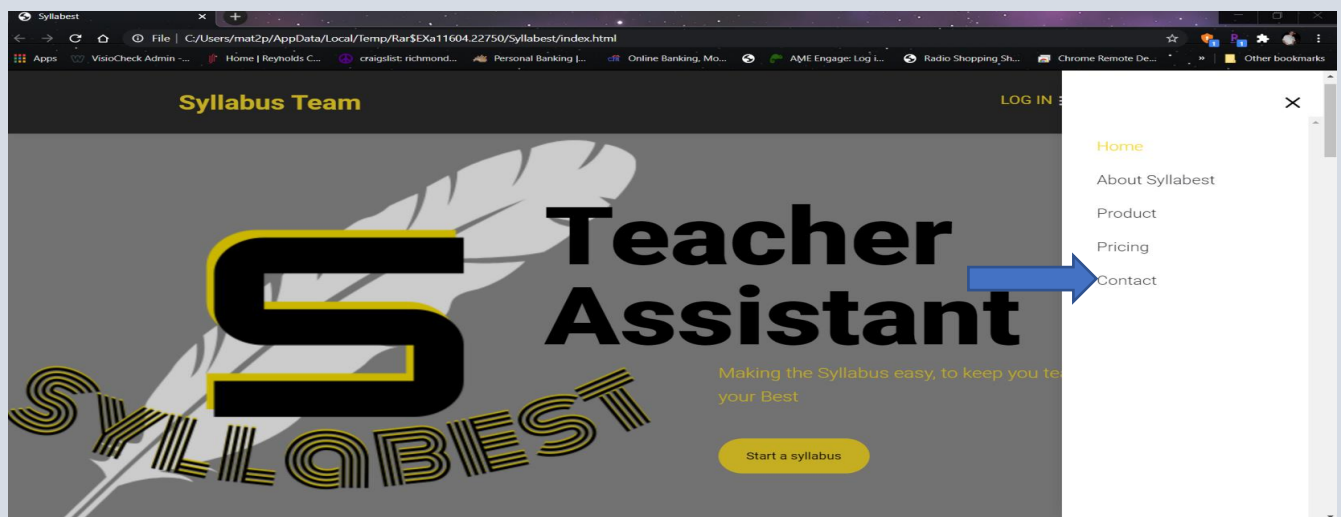 Syllabest
File | C:/Users/mat2p/AppData/Local/Temp/Rar$EXa11604.22750/Syllabest/index.html
Apps VisioCheck Admin -... Home | Reynolds C... craigslist: richmond... Personal Banking |... Online Banking, Mo... AME Engage: Log i... Radio Shopping Sh... Chrome Remote De... » Other bookmarks
Syllabus Team
LOG IN
Home
About Syllabest
Product
Pricing
Contact
Teacher
Assistant
Making the Syllabus easy, to keep you te
your Best
Start a syllabus
S
SYLLABEST